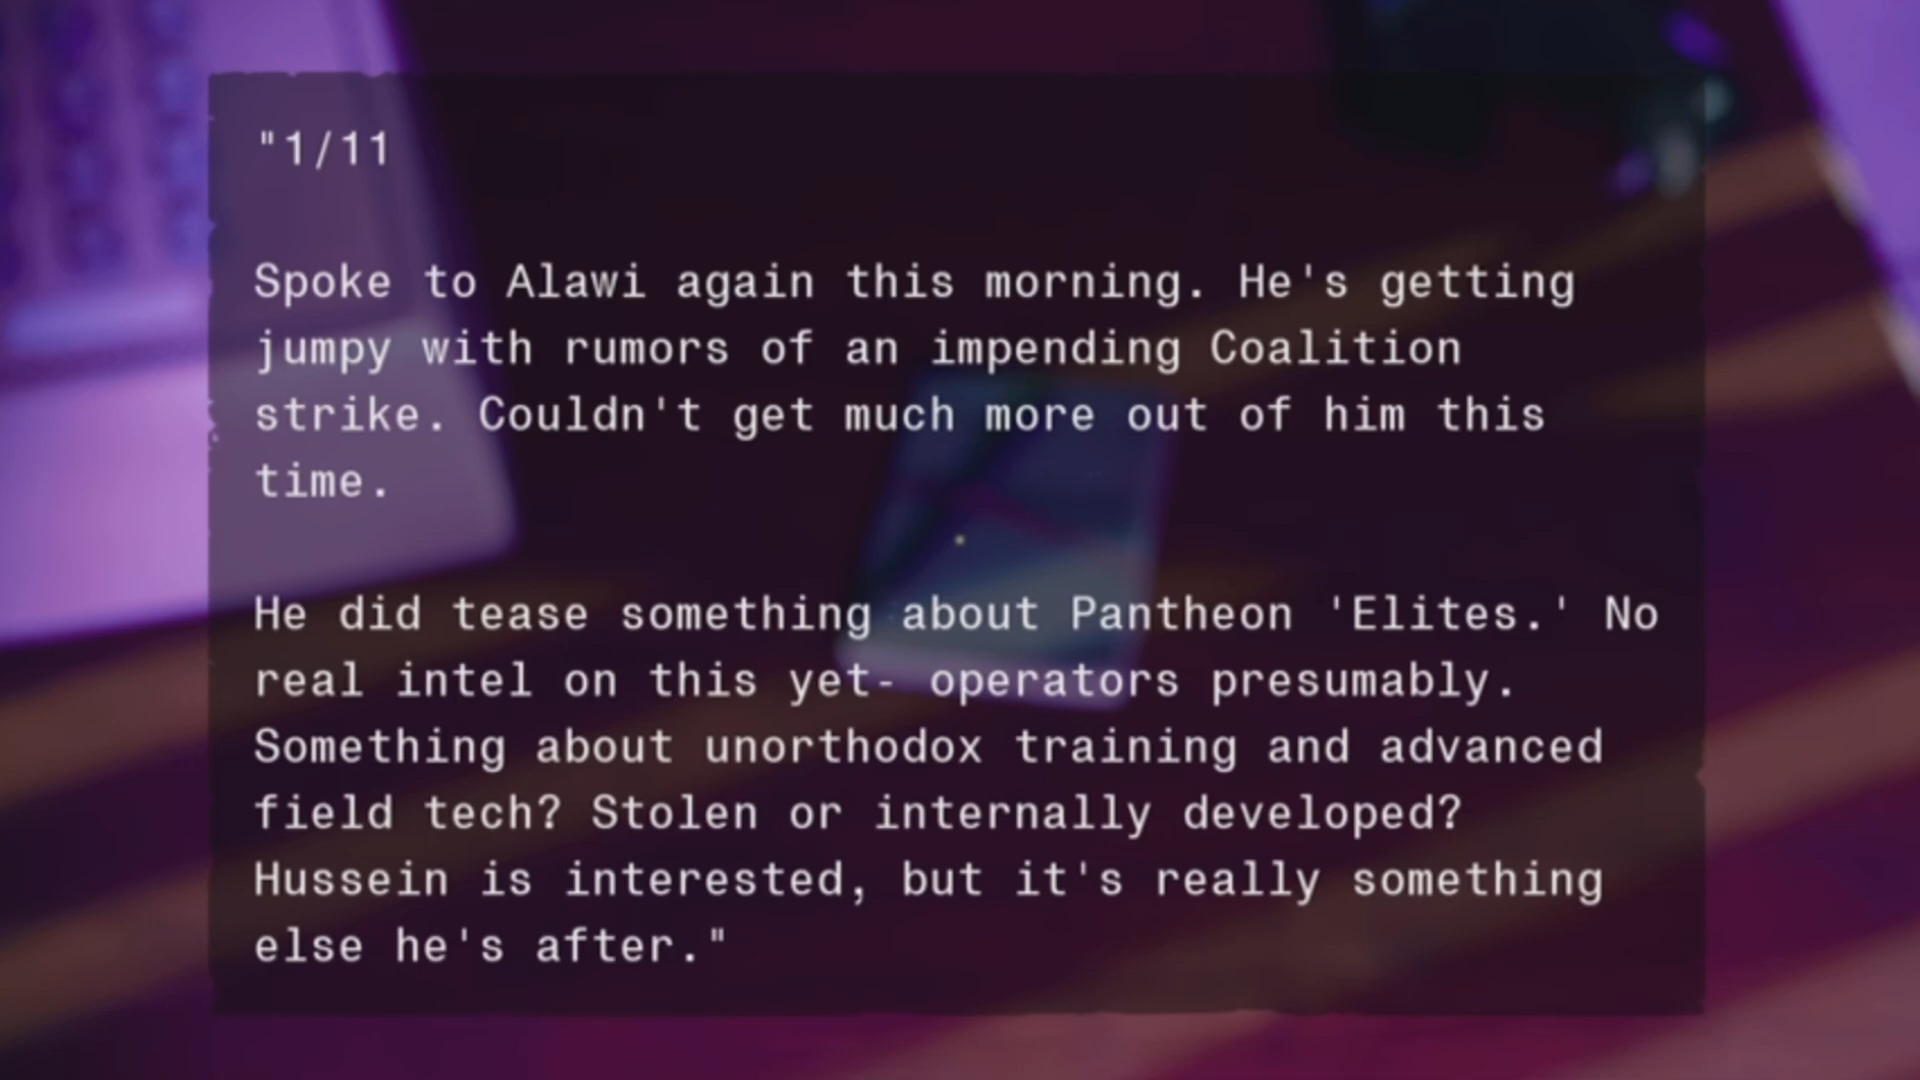 "1/11
Spoke to Alawi again this morning. He's getting
jumpy with rumors of an impending Coalition
strike. Couldn't get much more out of him this
time.
He did tease something about Pantheon 'Elites.' No
real intel on this yet- operators presumably.
Something about unorthodox training and advanced
field tech? Stolen or internally developed?
Hussein is interested, but it's really something
else he's after."